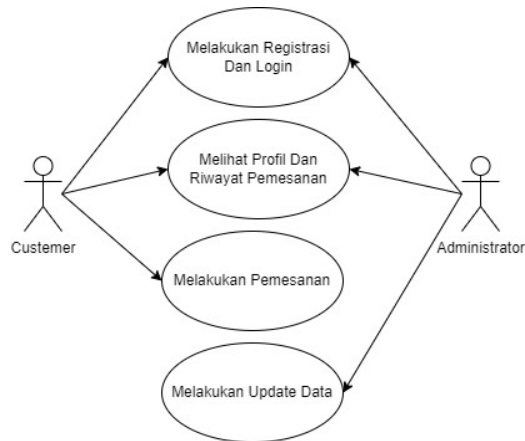 Melakukan Registrasi
Dan Login
Melihat Profil Dan
Riwayat Pemesanan
Custemer
Administrator
Melakukan Pemesanan
Melakukan Update Data